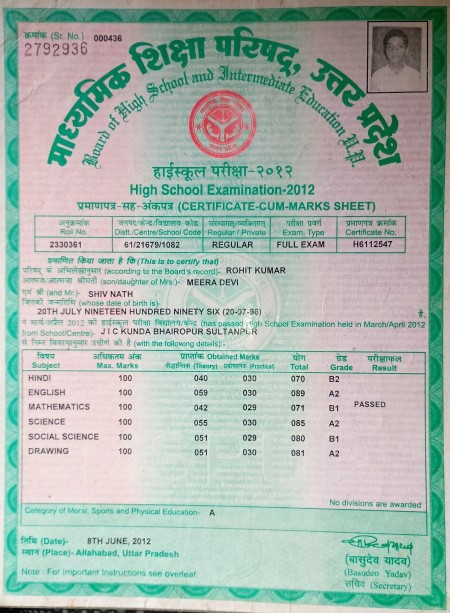 क्रमांक (Sr. No.) 000436
2792936
माध्यमिक शिक्षा परिषद्, उत्तर प्रदेश
Board of High School and Intermediate Education U.P.
हाईस्कूल परीक्षा-२०१२
High School Examination-2012
प्रमाणपत्र-सह-अंकपत्र (CERTIFICATE-CUM-MARKS SHEET)
अनुक्रमांक जनपद/केन्द्र/विद्यालय कोड संस्थागत/व्यक्तिगत परीक्षा प्रवर्ग प्रमाणपत्र क्रमांक
Roll No. Distt./Centre/School Code Regular / Private Exam. Type Certificate No.
2330361 61/21679/1082 REGULAR FULL EXAM H6112547
प्रमाणित किया जाता है कि(This is to certify that)
परिषद् के अभिलेखानुसार (according to the Board's record)- ROHIT KUMAR
आत्मज/आत्मजा श्रीमती (son/daughter of Mrs.)- MEERA DEVI
एवं श्री (and Mr.)- SHIV NATH
जिनकी जन्मतिथि (whose date of birth is)-
20TH JULY NINETEEN HUNDRED NINETY SIX (20-07-96) है,
ने मार्च/अप्रैल 2012 की हाईस्कूल परीक्षा विद्यालय/केन्द्र (has passed High School Examination held in March/April 2012
from School/Centre)- J I C KUNDA BHAIROPUR SULTANPUR
से निम्न विवरणानुसार उत्तीर्ण की है। (with the following details):-
विषय अधिकतम अंक प्राप्तांक Obtained Marks योग ग्रेड परीक्षाफल
Subject Max. Marks सैद्धान्तिक (Theory) प्रयोगात्मक (Practical) Total Grade Result
HINDI 100 040 030 070 B2
ENGLISH 100 059 030 089 A2
MATHEMATICS 100 042 029 071 B1 PASSED
SCIENCE 100 055 030 085 A2
SOCIAL SCIENCE 100 051 029 080 B1
DRAWING 100 051 030 081 A2
No divisions are awarded
Category of Moral, Sports and Physical Education- A
तिथि (Date)- 8TH JUNE, 2012
स्थान (Place)- Allahabad, Uttar Pradesh
(बासुदेव यादव)
(Basudeo Yadav)
सचिव (Secretary)
Note : For Important Instructions see overleaf